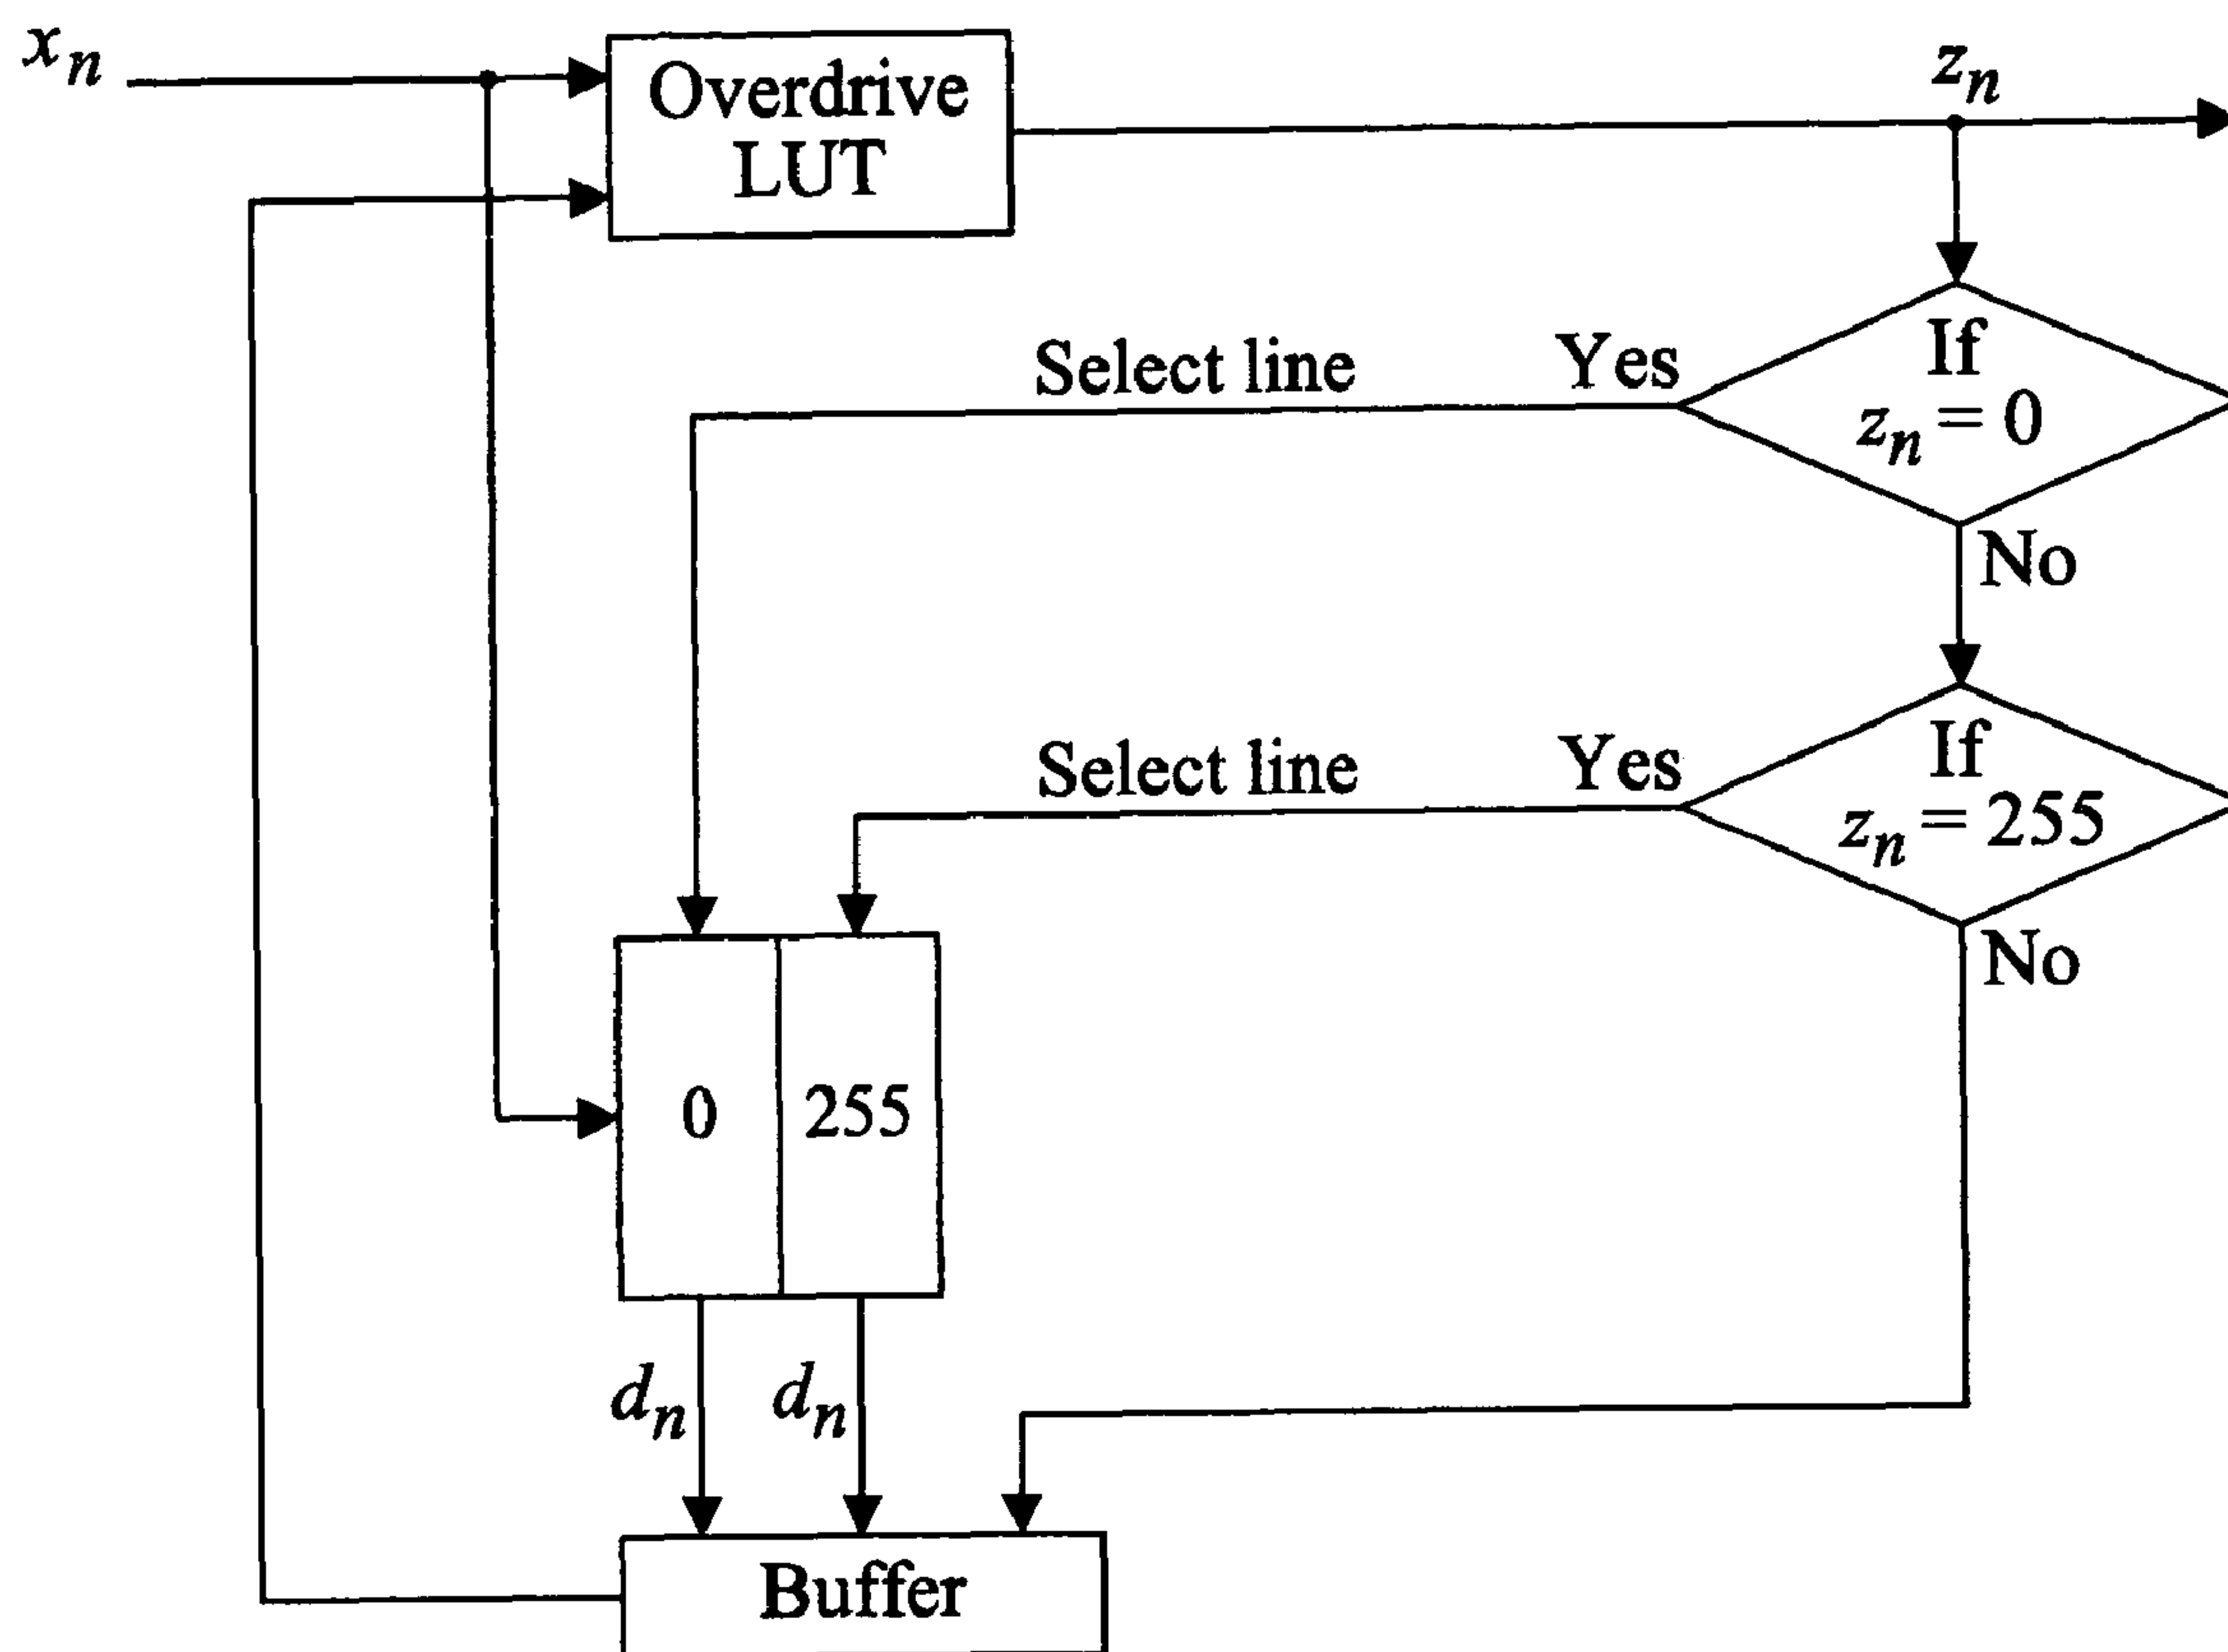 xn
Overdrive
LUT
zn
Select line
Yes
If
zn = 0
No
Select line
Yes
If
zn = 255
No
0
255
dn
dn
Buffer